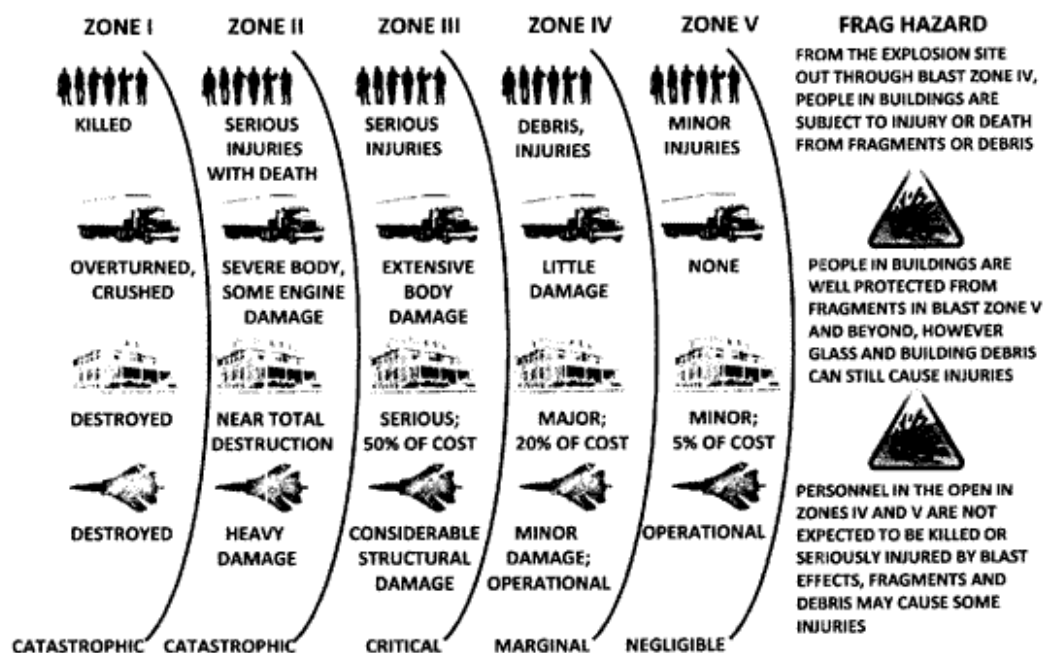 ZONE I
ZONE II
ZONE III
ZONE IV
ZONE V
FRAG HAZARD
KILLED
SERIOUS
INJURIES
WITH DEATH
SERIOUS
INJURIES
DEBRIS,
INJURIES
MINOR
INJURIES
FROM THE EXPLOSION SITE
OUT THROUGH BLAST ZONE IV,
PEOPLE IN BUILDINGS ARE
SUBJECT TO INJURY OR DEATH
FROM FRAGMENTS OR DEBRIS
OVERTURNED,
CRUSHED
SEVERE BODY,
SOME ENGINE
DAMAGE
EXTENSIVE
BODY
DAMAGE
LITTLE
DAMAGE
NONE
PEOPLE IN BUILDINGS ARE
WELL PROTECTED FROM
FRAGMENTS IN BLAST ZONE V
AND BEYOND, HOWEVER
GLASS AND BUILDING DEBRIS
CAN STILL CAUSE INJURIES
DESTROYED
NEAR TOTAL
DESTRUCTION
SERIOUS;
50% OF COST
MAJOR;
20% OF COST
MINOR;
5% OF COST
DESTROYED
HEAVY
DAMAGE
CONSIDERABLE
STRUCTURAL
DAMAGE
MINOR
DAMAGE;
OPERATIONAL
OPERATIONAL
PERSONNEL IN THE OPEN IN
ZONES IV AND V ARE NOT
EXPECTED TO BE KILLED OR
SERIOUSLY INJURED BY BLAST
EFFECTS, FRAGMENTS AND
DEBRIS MAY CAUSE SOME
INJURIES
CATASTROPHIC
CATASTROPHIC
CRITICAL
MARGINAL
NEGLIGIBLE